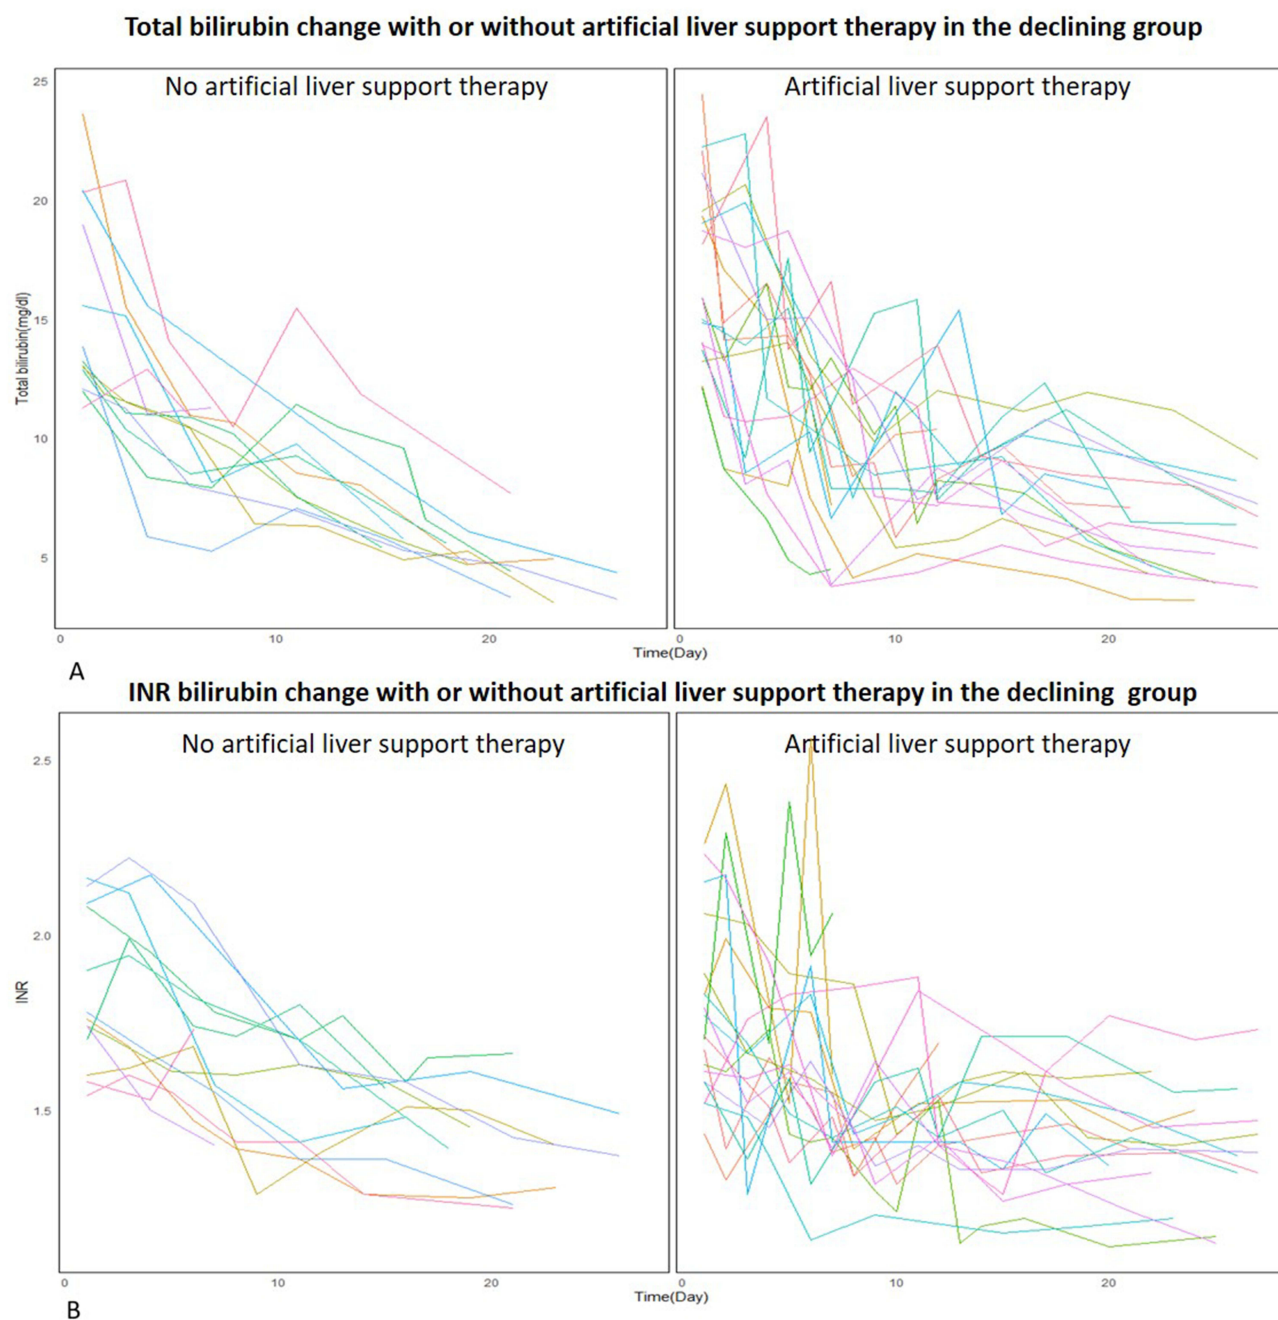 Total bilirubin change with or without artificial liver support therapy in the declining group
No artificial liver support therapy
Artificial liver support therapy
25
20
15
10
5
Total bilirubin(mg/dl)
0
10
20
0
10
20
Time(Day)
A
INR bilirubin change with or without artificial liver support therapy in the declining group
No artificial liver support therapy
Artificial liver support therapy
2.5
2.0
1.5
INR
0
10
20
0
10
20
Time(Day)
B